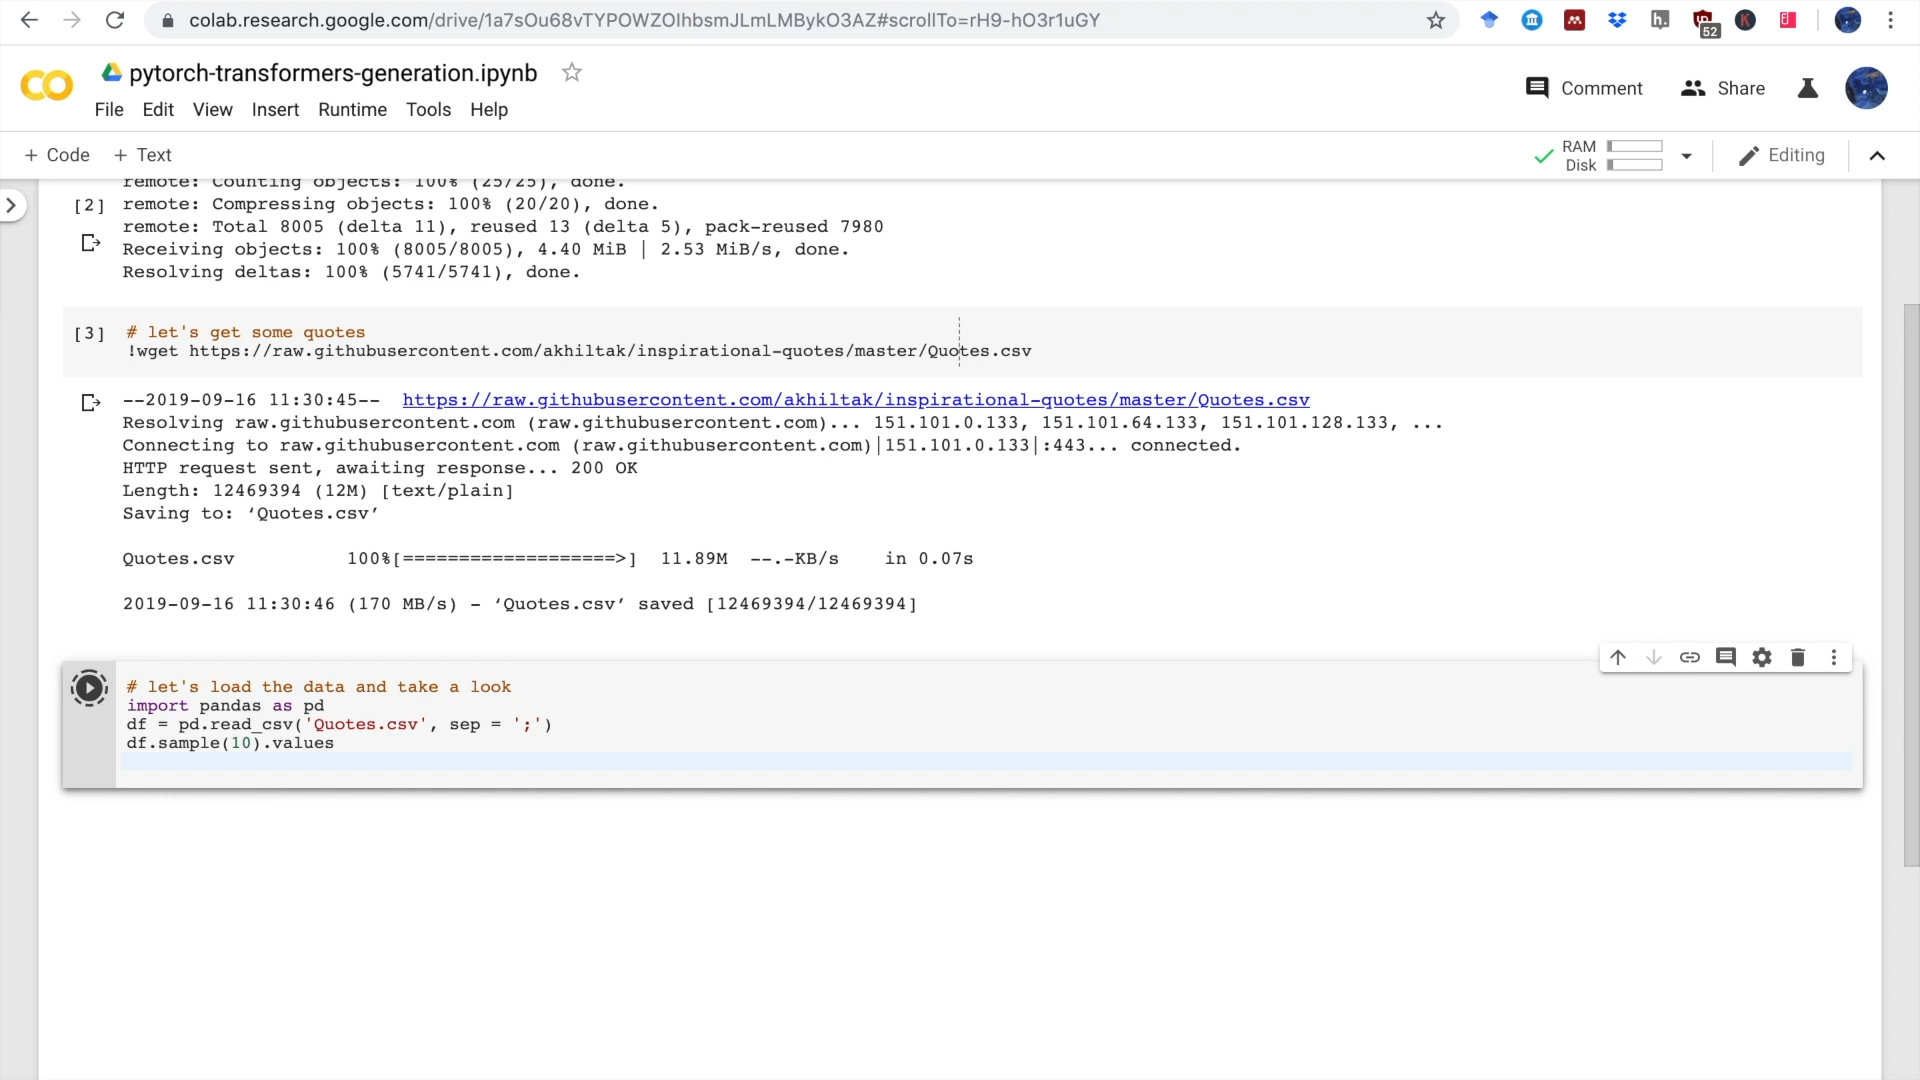 colab.research.google.com/drive/1a7sOu68vTYPOWZOlhbsmJLmLMBykO3AZ#scrollTo=rH9-hO3r1uGY
52
pytorch-transformers-generation.ipynb
Comment
Share
File Edit View Insert Runtime Tools Help
+ Code + Text
RAM
Disk
Editing
remote: Counting objects: 100% (25/25), done.
[2] remote: Compressing objects: 100% (20/20), done.
remote: Total 8005 (delta 11), reused 13 (delta 5), pack-reused 7980
Receiving objects: 100% (8005/8005), 4.40 MiB | 2.53 MiB/s, done.
Resolving deltas: 100% (5741/5741), done.
[3] # let's get some quotes
!wget https://raw.githubusercontent.com/akhiltak/inspirational-quotes/master/Quotes.csv
--2019-09-16 11:30:45-- https://raw.githubusercontent.com/akhiltak/inspirational-quotes/master/Quotes.csv
Resolving raw.githubusercontent.com (raw.githubusercontent.com)... 151.101.0.133, 151.101.64.133, 151.101.128.133, ...
Connecting to raw.githubusercontent.com (raw.githubusercontent.com)|151.101.0.133|:443... connected.
HTTP request sent, awaiting response... 200 OK
Length: 12469394 (12M) [text/plain]
Saving to: ‘Quotes.csv’
Quotes.csv 100%[===================>] 11.89M --.-KB/s in 0.07s
2019-09-16 11:30:46 (170 MB/s) - ‘Quotes.csv’ saved [12469394/12469394]
# let's load the data and take a look
import pandas as pd
df = pd.read_csv('Quotes.csv', sep = ';')
df.sample(10).values